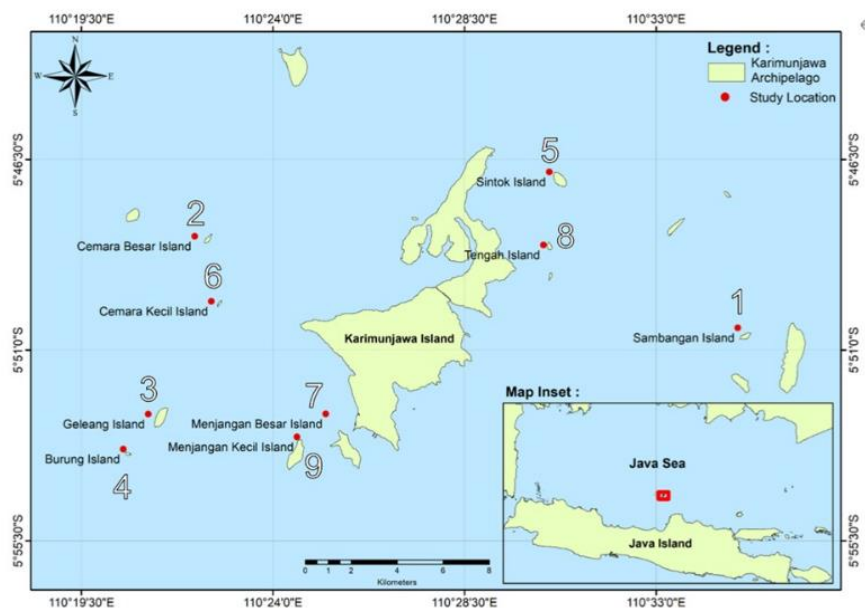 110°19'30"E
110°24'0"E
110°28'30"E
110°33'0"E
N
W
E
S
Legend :
Karimunjawa
Archipelago
Study Location
5°46'30"S
5°46'30"S
5
Sintok Island
2
Cemara Besar Island
8
Tengah Island
6
Cemara Kecil Island
1
Sambangan Island
Karimunjawa Island
5°51'0"S
5°51'0"S
3
Geleang Island
7
Menjangan Besar Island
Menjangan Kecil Island
9
Burung Island
4
Map Inset :
Java Sea
Java Island
5°55'30"S
5°55'30"S
0 1 2 4 6 8
Kilometers
110°19'30"E
110°24'0"E
110°28'30"E
110°33'0"E